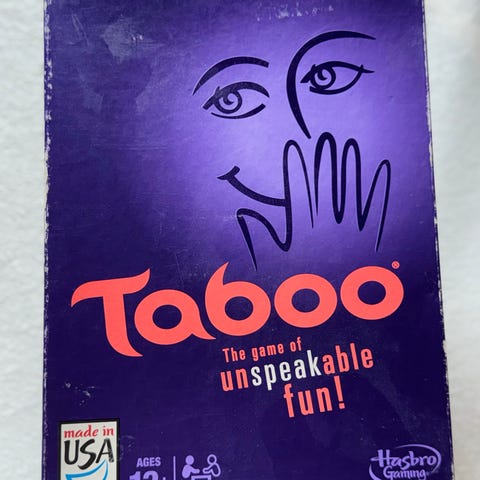 Taboo®
The game of
unspeakable
fun!
made in
USA
AGES
Hasbro
Gaming